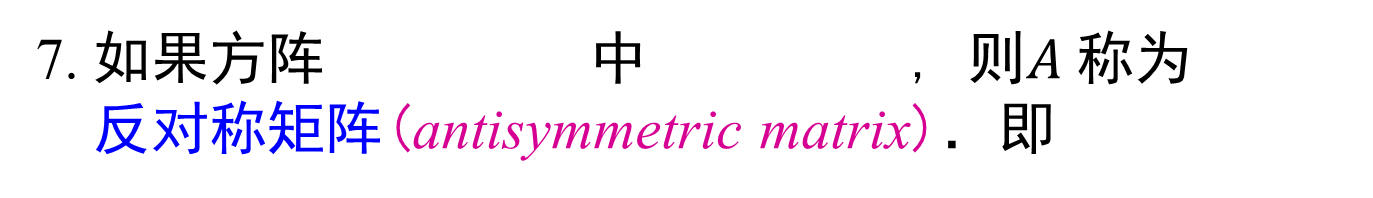 7. 如果方阵 中 ，则A 称为
反对称矩阵(antisymmetric matrix). 即